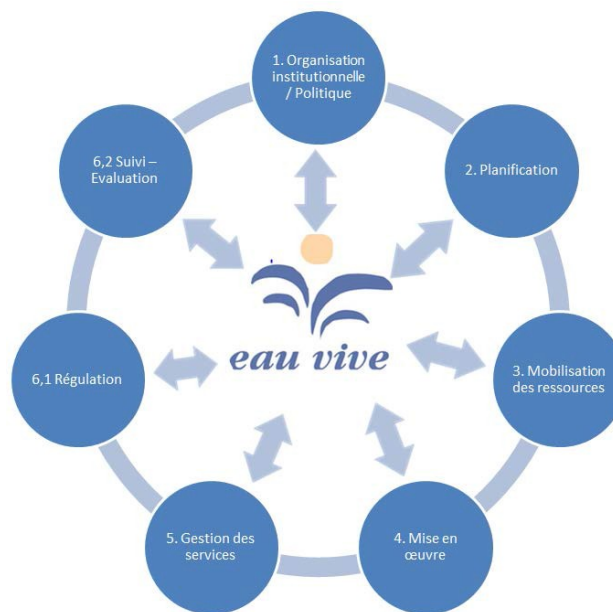 1. Organisation
institutionnelle
/ Politique
2. Planification
3. Mobilisation
des ressources
4. Mise en
œuvre
5. Gestion des
services
6,1 Régulation
6,2 Suivi –
Evaluation
eau vive